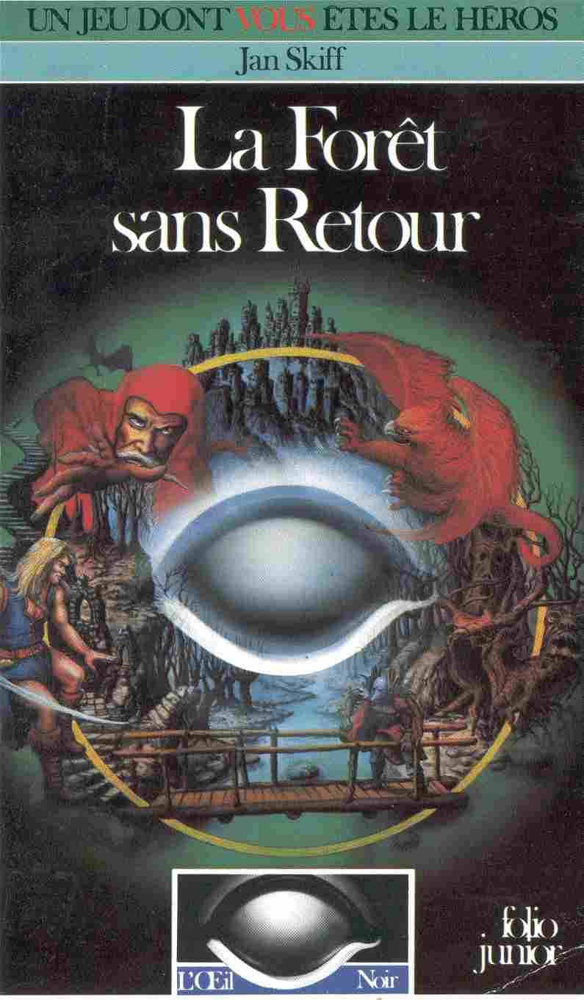 UN JEU DONT VOUS ÊTES LE HÉROS
Jan Skiff
La Forêt
sans Retour
L'Œil Noir
folio
junior